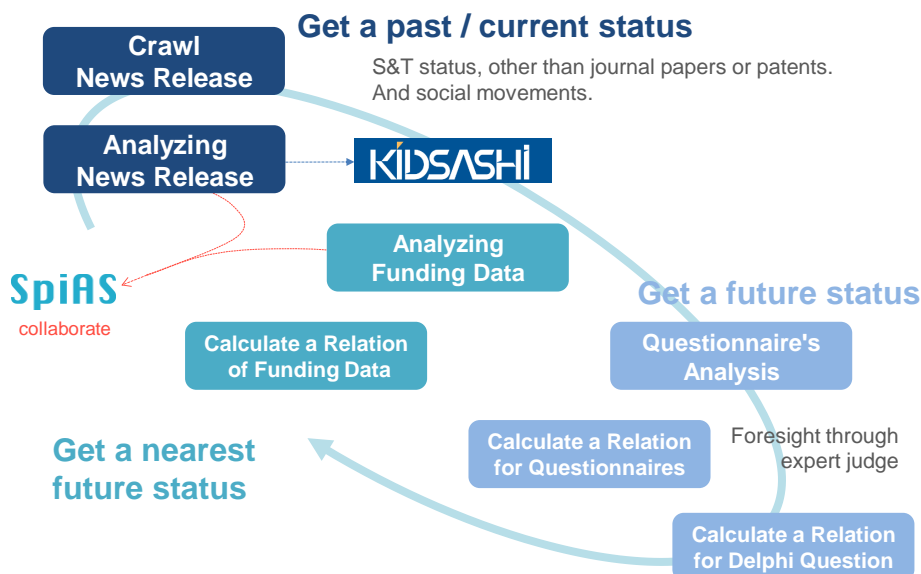 Get a past / current status
Crawl
News Release
S&T status, other than journal papers or patents.
And social movements.
Analyzing
News Release
KIDSASHI
Analyzing
Funding Data
SpiAS
collaborate
Get a future status
Calculate a Relation
of Funding Data
Questionnaire's
Analysis
Get a nearest
future status
Calculate a Relation
for Questionnaires
Foresight through
expert judge
Calculate a Relation
for Delphi Question